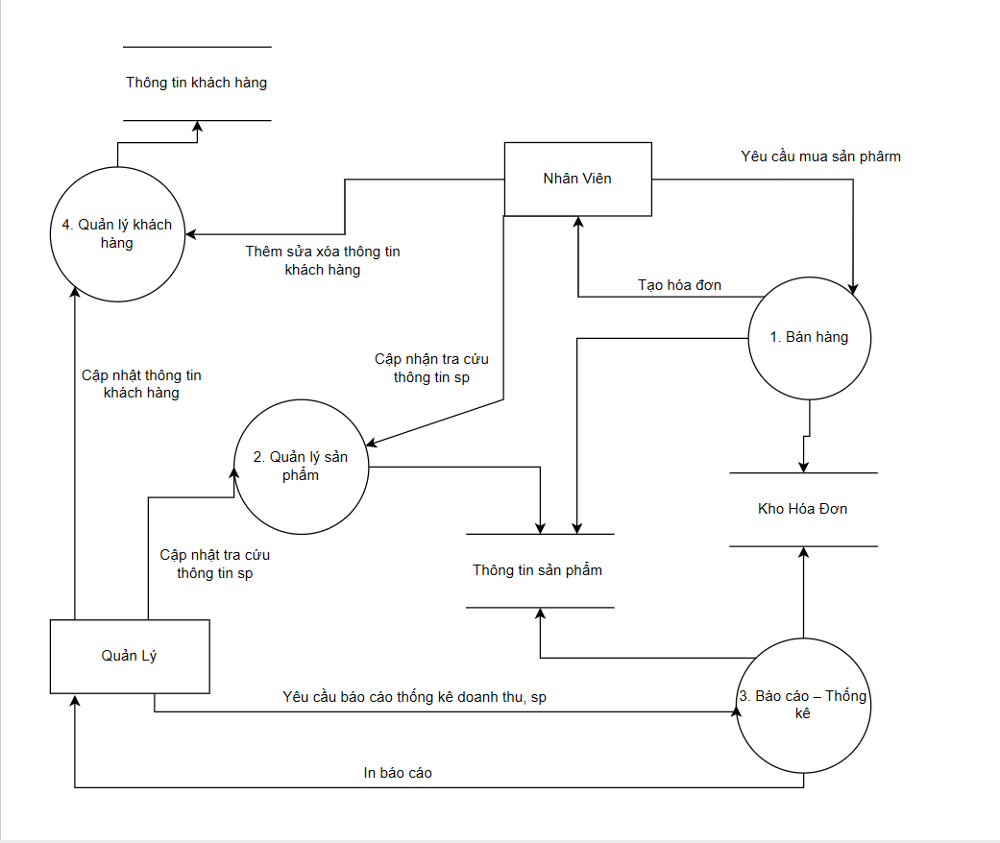 Thông tin khách hàng
Nhân Viên
Yêu cầu mua sản phârm
4. Quản lý khách
hàng
Thêm sửa xóa thông tin
khách hàng
Tạo hóa đơn
1. Bán hàng
Cập nhận tra cứu
thông tin sp
Cập nhật thông tin
khách hàng
2. Quản lý sản
phẩm
Kho Hóa Đơn
Cập nhật tra cứu
thông tin sp
Thông tin sản phẩm
Quản Lý
Yêu cầu báo cáo thống kê doanh thu, sp
3. Báo cáo – Thống
kê
In báo cáo